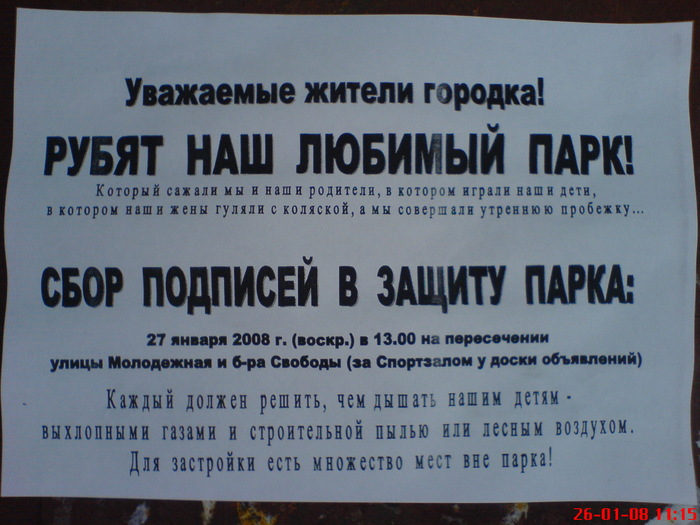 Уважаемые жители городка!
РУБЯТ НАШ ЛЮБИМЫЙ ПАРК!
Который сажали мы и наши родители, в котором играли наши дети,
в котором наши жены гуляли с коляской, а мы совершали утреннюю пробежку...
СБОР ПОДПИСЕЙ В ЗАЩИТУ ПАРКА:
27 января 2008 г. (воскр.) в 13.00 на пересечении
улицы Молодежная и б-ра Свободы (за Спортзалом у доски объявлений)
Каждый должен решить, чем дышать нашим детям -
выхлопными газами и строительной пылью или лесным воздухом.
Для застройки есть множество мест вне парка!
26-01-08 11:15